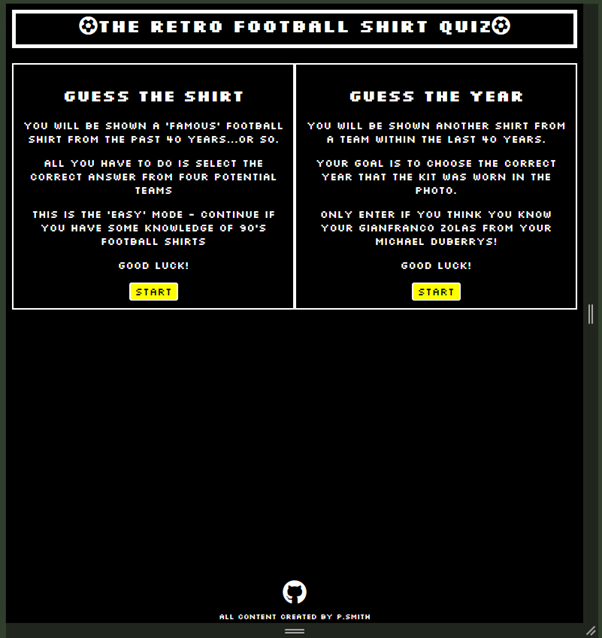 THE RETRO FOOTBALL SHIRT QUIZ
GUESS THE SHIRT
YOU WILL BE SHOWN A 'FAMOUS' FOOTBALL
SHIRT FROM THE PAST 40 YEARS...OR SO.
ALL YOU HAVE TO DO IS SELECT THE
CORRECT ANSWER FROM FOUR POTENTIAL
TEAMS
THIS IS THE 'EASY' MODE - CONTINUE IF
YOU HAVE SOME KNOWLEDGE OF 90'S
FOOTBALL SHIRTS
GOOD LUCK!
START
GUESS THE YEAR
YOU WILL BE SHOWN ANOTHER SHIRT FROM
A TEAM WITHIN THE LAST 40 YEARS.
YOUR GOAL IS TO CHOOSE THE CORRECT
YEAR THAT THE KIT WAS WORN IN THE
PHOTO.
ONLY ENTER IF YOU THINK YOU KNOW
YOUR GIANFRANCO ZOLAS FROM YOUR
MICHAEL DUBERRYS!
GOOD LUCK!
START
ALL CONTENT CREATED BY P.SMITH